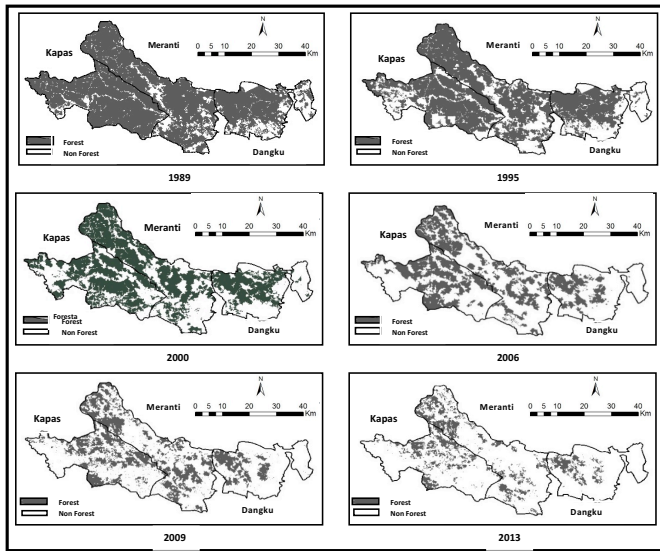 N
Kapas Meranti
0 5 10 20 30 40
Km
Forest
Non Forest
Dangku
1989
N
Kapas Meranti
0 5 10 20 30 40
Km
Forest
Non Forest
Dangku
1995
N
Kapas Meranti
0 5 10 20 30 40
Km
Foresta
Forest
Non Forest
Dangku
2000
N
Kapas Meranti
0 5 10 20 30 40
Km
Forest
Non Forest
Dangku
2006
N
Kapas Meranti
0 5 10 20 30 40
Km
Forest
Non Forest
Dangku
2009
N
Kapas Meranti
0 5 10 20 30 40
Km
Forest
Non Forest
Dangku
2013